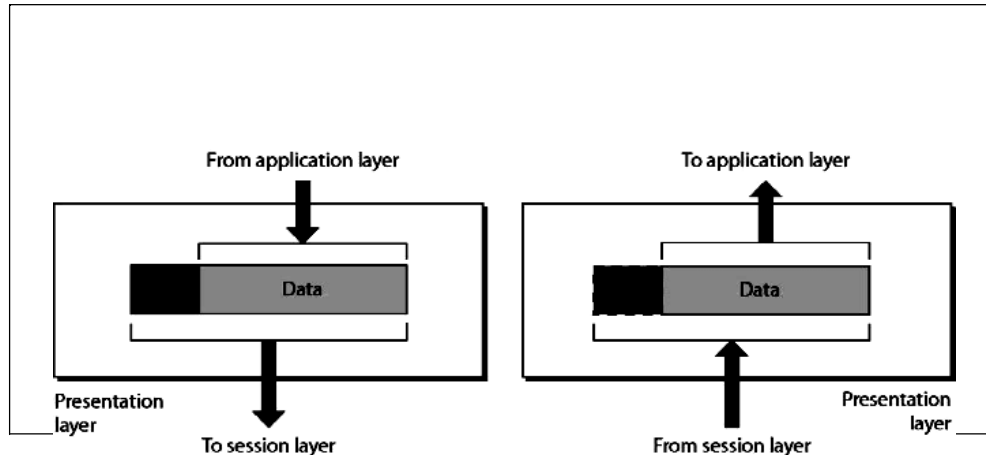 From application layer
To application layer
Data
Data
Presentation
layer
Presentation
layer
To session layer
From session layer